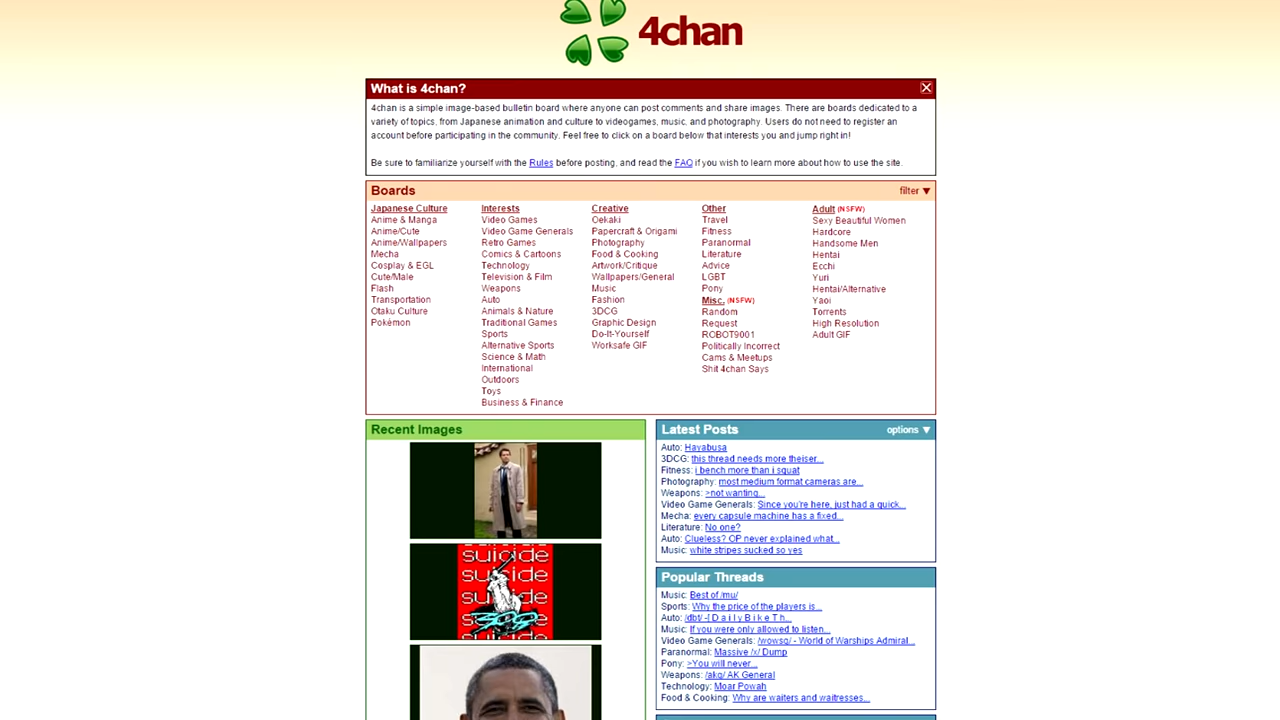 4chan
What is 4chan?
4chan is a simple image-based bulletin board where anyone can post comments and share images. There are boards dedicated to a
variety of topics, from Japanese animation and culture to videogames, music, and photography. Users do not need to register an
account before participating in the community. Feel free to click on a board below that interests you and jump right in!
Be sure to familiarize yourself with the Rules before posting, and read the FAQ if you wish to learn more about how to use the site.
Boards
filter ▼
Japanese Culture
Anime & Manga
Anime/Cute
Anime/Wallpapers
Mecha
Cosplay & EGL
Cute/Male
Flash
Transportation
Otaku Culture
Pokémon
Interests
Video Games
Video Game Generals
Retro Games
Comics & Cartoons
Technology
Television & Film
Weapons
Auto
Animals & Nature
Traditional Games
Sports
Alternative Sports
Science & Math
International
Outdoors
Toys
Business & Finance
Creative
Oekaki
Papercraft & Origami
Photography
Food & Cooking
Artwork/Critique
Wallpapers/General
Music
Fashion
3DCG
Graphic Design
Do-It-Yourself
Worksafe GIF
Other
Travel
Fitness
Paranormal
Literature
Advice
LGBT
Pony
Misc. (NSFW)
Random
Request
ROBOT9001
Politically Incorrect
Cams & Meetups
Shit 4chan Says
Adult (NSFW)
Sexy Beautiful Women
Hardcore
Handsome Men
Hentai
Ecchi
Yuri
Hentai/Alternative
Yaoi
Torrents
High Resolution
Adult GIF
Recent Images
suicide
suicide
suicide
suicide
Latest Posts
options ▼
Auto: Hayabusa
3DCG: this thread needs more theiser...
Fitness: i bench more than i squat
Photography: most medium format cameras are...
Weapons: >not wanting...
Video Game Generals: Since you're here, just had a quick...
Mecha: every capsule machine has a fixed...
Literature: No one?
Auto: Clueless? OP never explained what...
Music: white stripes sucked so yes
Popular Threads
Music: Best of /mu/
Sports: Why the price of the players is...
Auto: /dbt/ -[ D a i l y B i k e T h...
Music: If you were only allowed to listen...
Video Game Generals: /wowsg/ - World of Warships Admiral...
Paranormal: Massive /x/ Dump
Pony: >You will never...
Weapons: /akg/ AK General
Technology: Moar Powah
Food & Cooking: Why are waiters and waitresses...